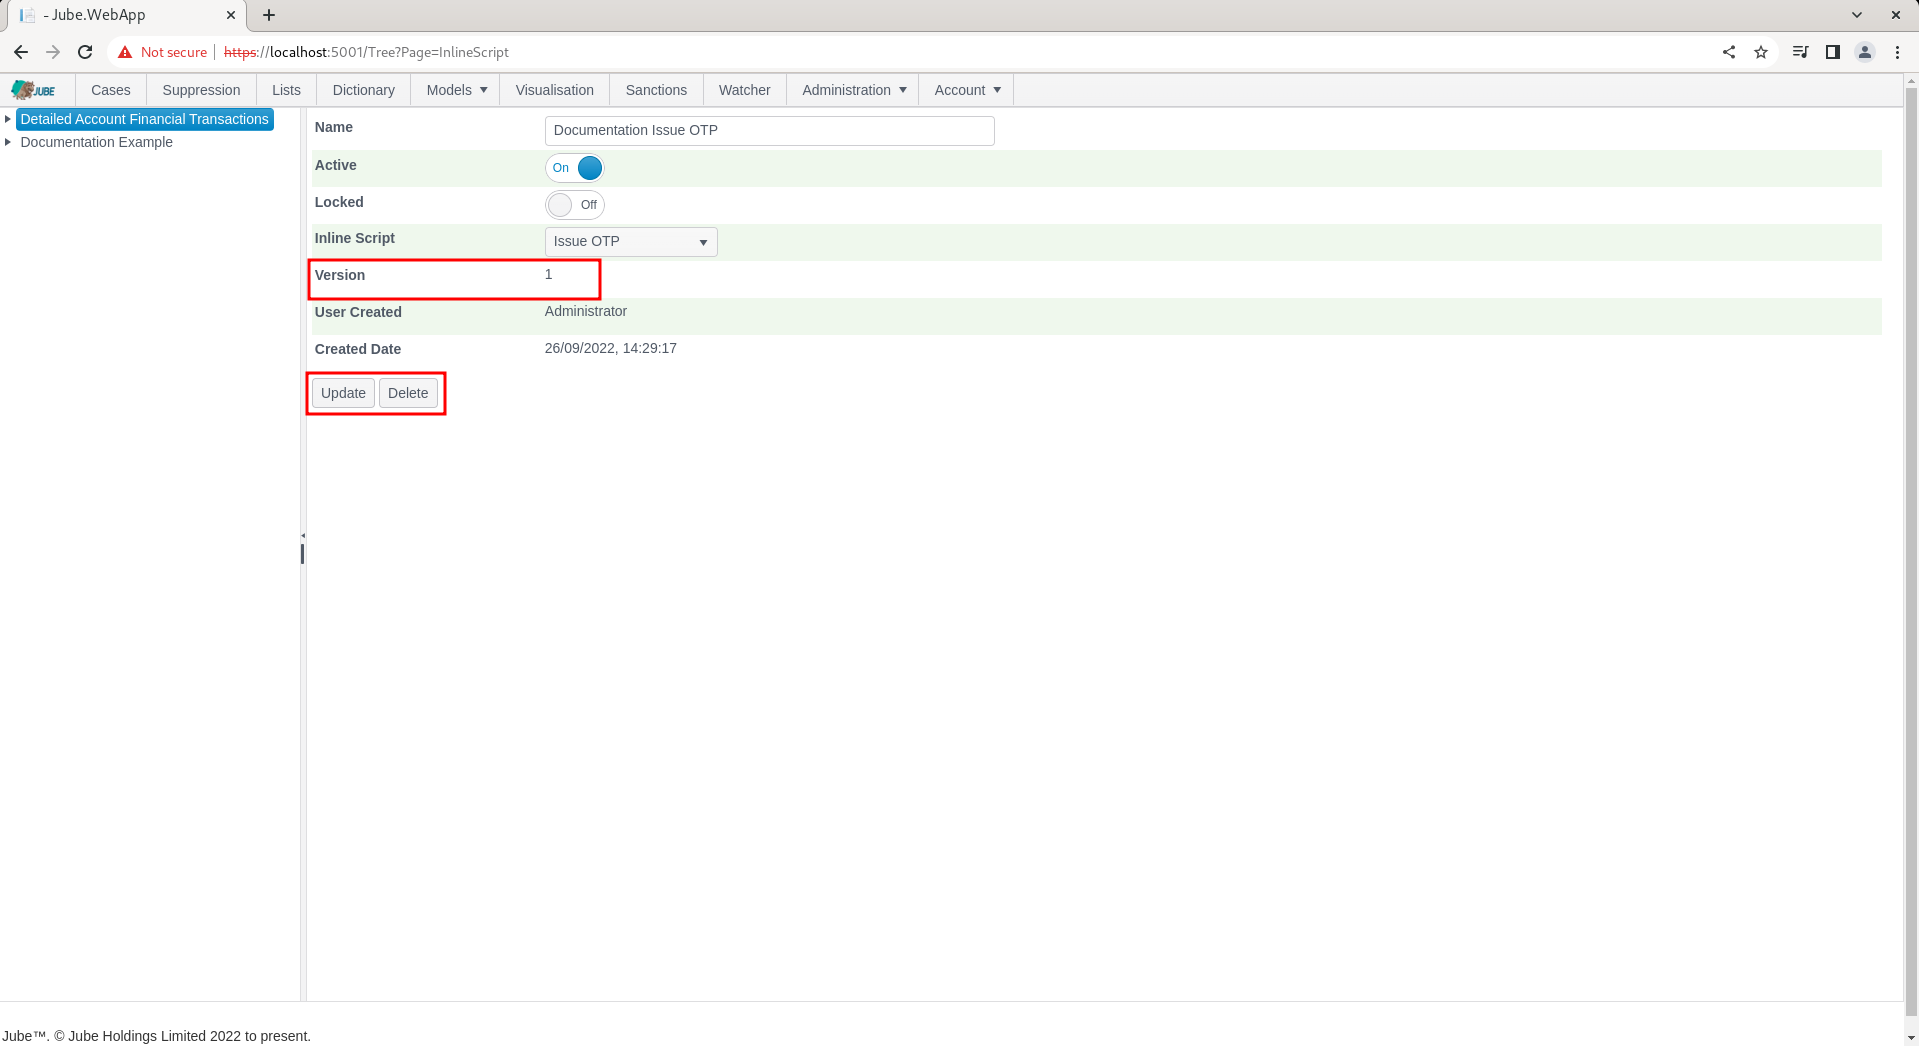 - Jube.WebApp
Not secure https://localhost:5001/Tree?Page=InlineScript
JUBE Cases Suppression Lists Dictionary Models Visualisation Sanctions Watcher Administration Account
Detailed Account Financial Transactions
Documentation Example
Name Documentation Issue OTP
Active On
Locked Off
Inline Script Issue OTP
Version 1
User Created Administrator
Created Date 26/09/2022, 14:29:17
Update Delete
Jube™. © Jube Holdings Limited 2022 to present.